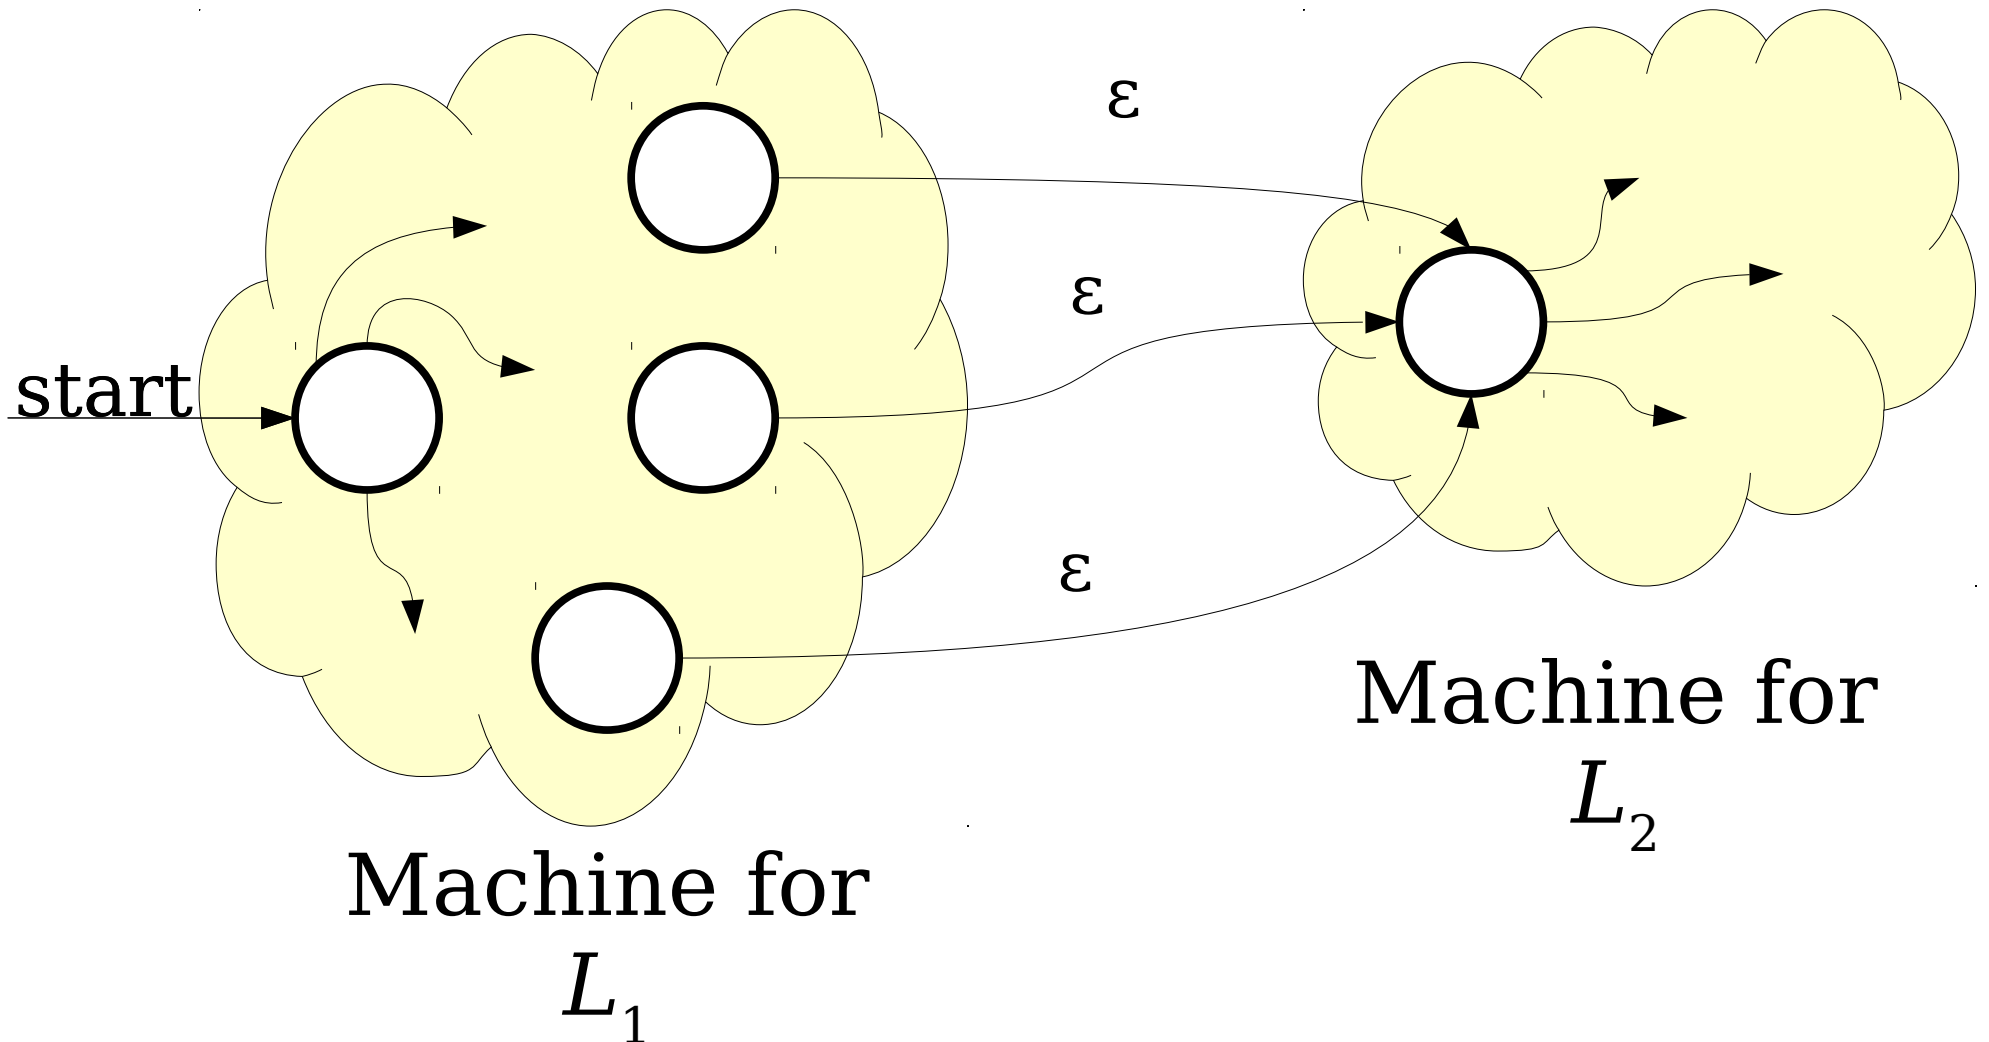 ε
ε
start
ε
Machine for
L₂
Machine for
L₁